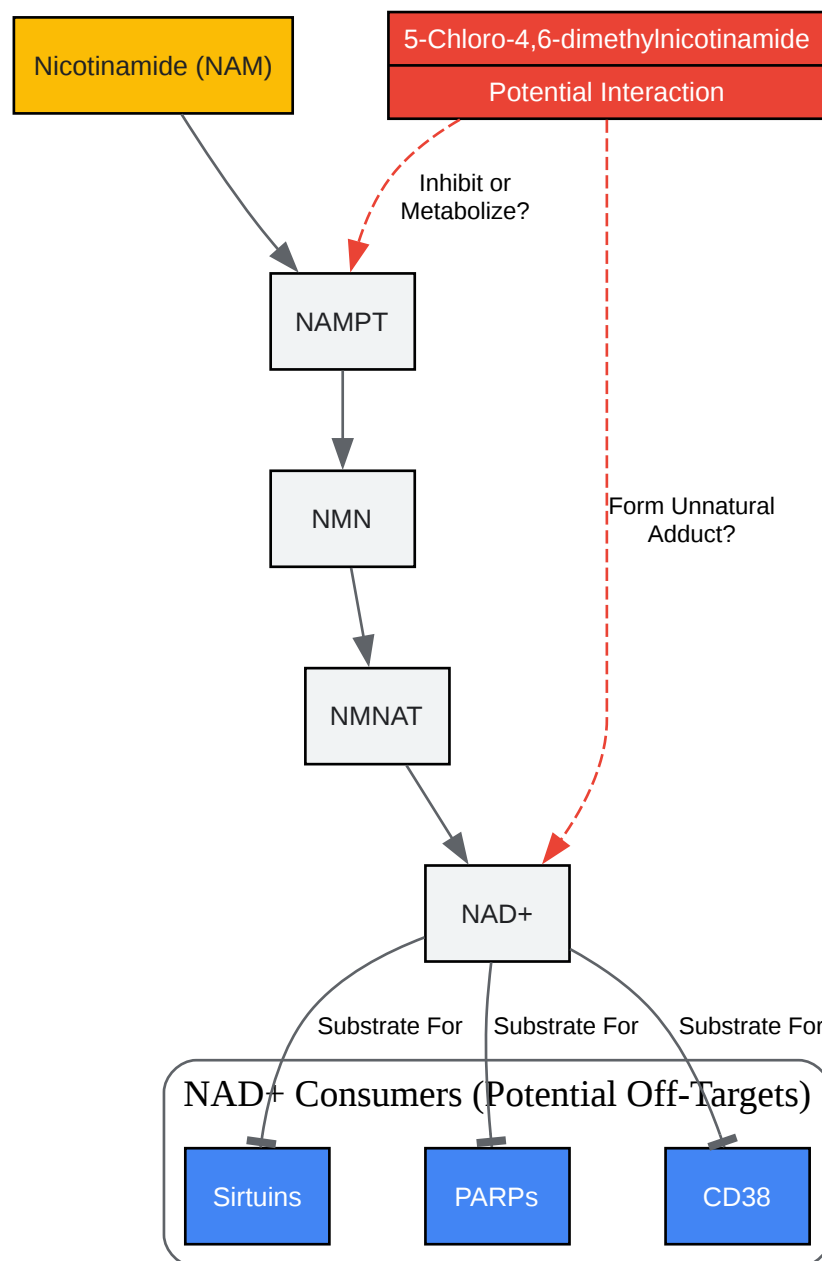 5-Chloro-4,6-dimethylnicotinamide
Nicotinamide (NAM)
Potential Interaction
Inhibit or
Metabolize?
NAMPT
NMN
Form Unnatural
Adduct?
NMNAT
NAD+
Substrate For
Substrate For
Substrate For
NAD+ Consumers (Potential Off-Targets)
Sirtuins
PARPs
CD38